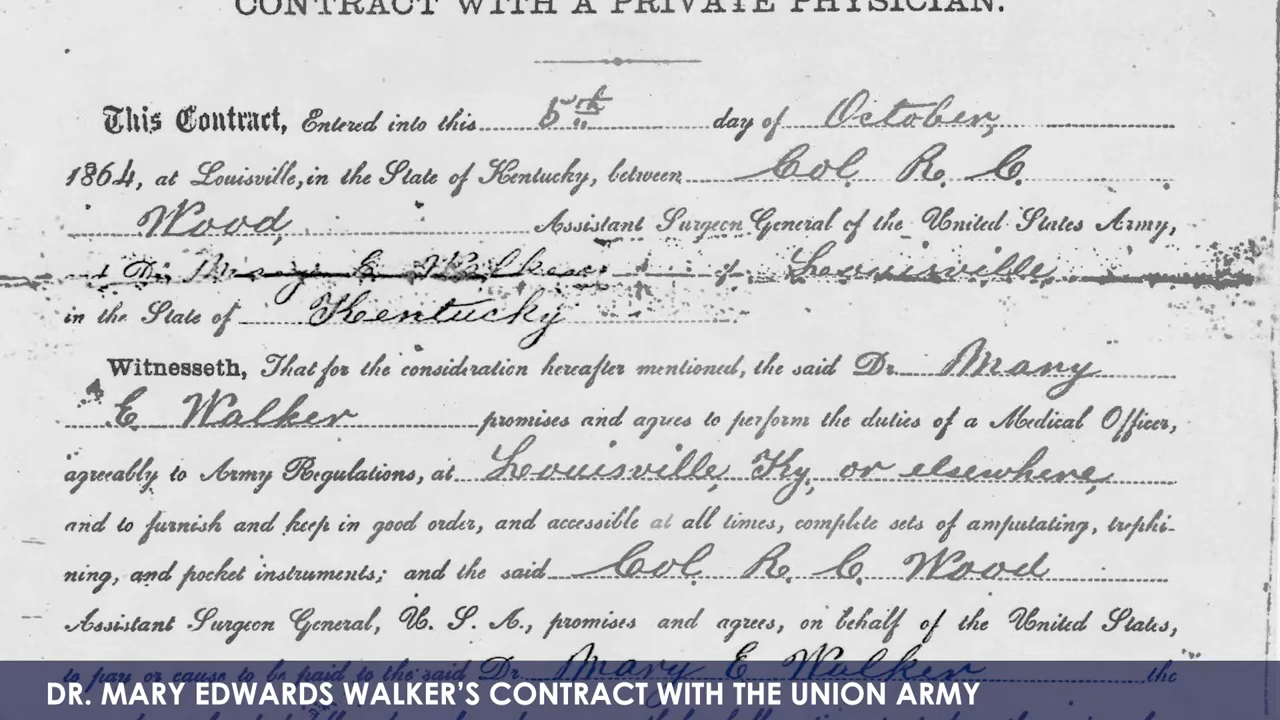 CONTRACT WITH A PRIVATE PHYSICIAN.
This Contract, Entered into this 5th day of October,
1864, at Louisville, in the State of Kentucky, between Col R. C.
Wood, Assistant Surgeon General of the United States Army,
and Dr. Mary E. Walker of Louisville,
in the State of Kentucky
Witnesseth, That for the consideration hereafter mentioned, the said Dr. Mary
E Walker promises and agrees to perform the duties of a Medical Officer,
agreeably to Army Regulations, at Louisville, Ky, or elsewhere,
and to furnish and keep in good order, and accessible at all times, complete sets of amputating, trephi-
ning, and pocket instruments; and the said Col. R. C. Wood
Assistant Surgeon General, U. S. A., promises and agrees, on behalf of the United States,
to pay or cause to be paid to the said Dr. Mary E Walker the
DR. MARY EDWARDS WALKER'S CONTRACT WITH THE UNION ARMY